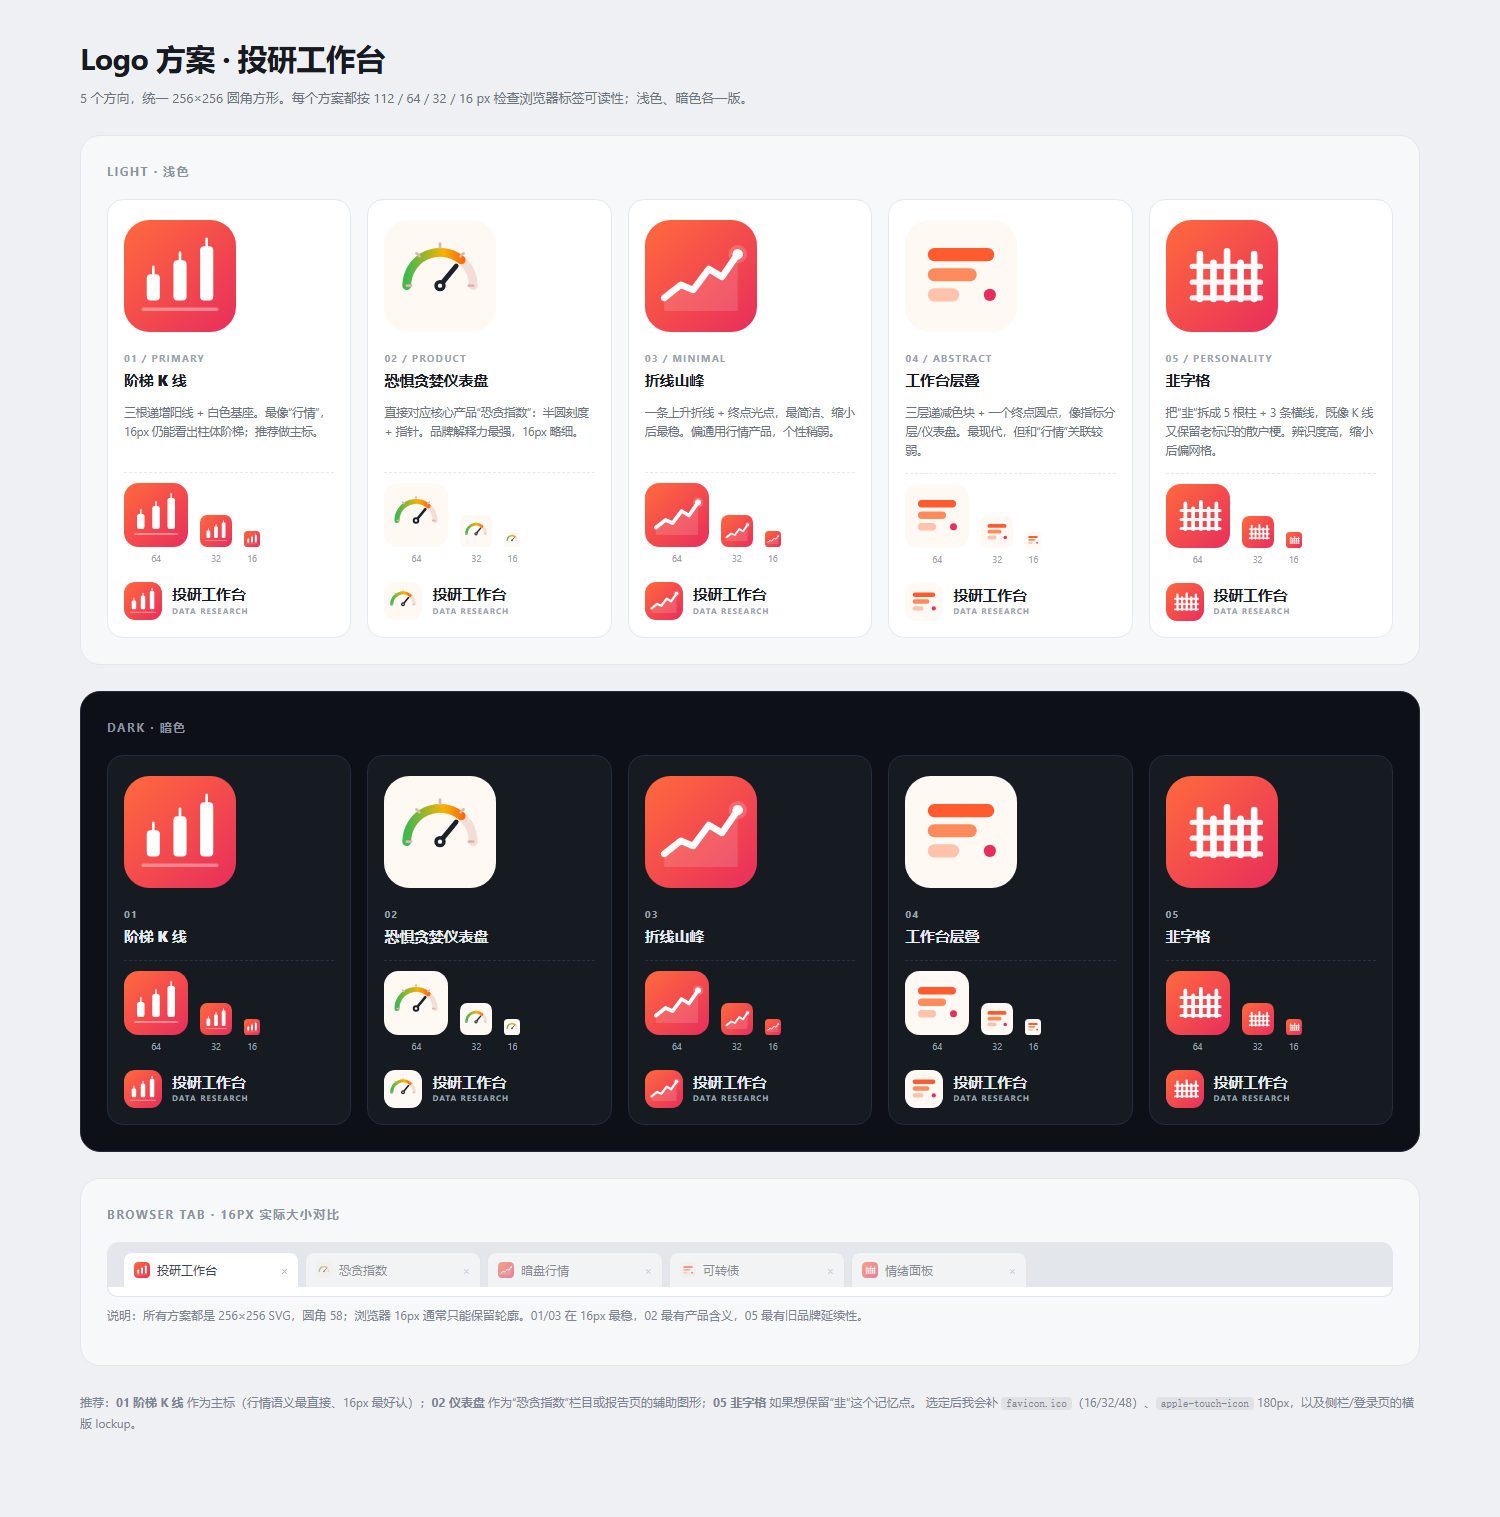 Logo 方案 · 投研工作台
5 个方向，统一 256×256 圆角方形。每个方案都按 112 / 64 / 32 / 16 px 检查浏览器标签可读性；浅色、暗色各一版。
LIGHT · 浅色
01 / PRIMARY
阶梯 K 线
三根递增阳线 + 白色基座。最像“行情”，
16px 仍能看出柱体阶梯；推荐做主标。
64
32
16
投研工作台
DATA RESEARCH
02 / PRODUCT
恐惧贪婪仪表盘
直接对应核心产品“恐贪指数”；半圆刻度
+ 指针。品牌解释力最强，16px 略细。
64
32
16
投研工作台
DATA RESEARCH
03 / MINIMAL
折线山峰
一条上升折线 + 终点光点，最简洁、缩小
后最稳。偏通用行情产品，个性稍弱。
64
32
16
投研工作台
DATA RESEARCH
04 / ABSTRACT
工作台层叠
三层递减色块 + 一个终点圆点，像指标分
层/仪表盘。最现代，但和“行情”关联较
弱。
64
32
16
投研工作台
DATA RESEARCH
05 / PERSONALITY
韭字格
把“韭”拆成 5 根柱 + 3 条横线，既像 K 线
又保留老标识的散户梗。辨识度高，缩小
后偏网格。
64
32
16
投研工作台
DATA RESEARCH
DARK · 暗色
01
阶梯 K 线
64
32
16
投研工作台
DATA RESEARCH
02
恐惧贪婪仪表盘
64
32
16
投研工作台
DATA RESEARCH
03
折线山峰
64
32
16
投研工作台
DATA RESEARCH
04
工作台层叠
64
32
16
投研工作台
DATA RESEARCH
05
韭字格
64
32
16
投研工作台
DATA RESEARCH
BROWSER TAB · 16PX 实际大小对比
投研工作台 ×
恐贪指数 ×
暗盘行情 ×
可转债 ×
情绪面板 ×
说明：所有方案都是 256×256 SVG，圆角 58；浏览器 16px 通常只能保留轮廓。01/03 在 16px 最稳，02 最有产品含义，05 最有旧品牌延续性。
推荐：01 阶梯 K 线 作为主标（行情语义最直接、16px 最好认）；02 仪表盘 作为“恐贪指数”栏目或报告页的辅助图形；05 韭字格 如果想保留“韭”这个记忆点。 选定后我会补 favicon.ico（16/32/48）、apple-touch-icon 180px，以及侧栏/登录页的横
版 lockup。